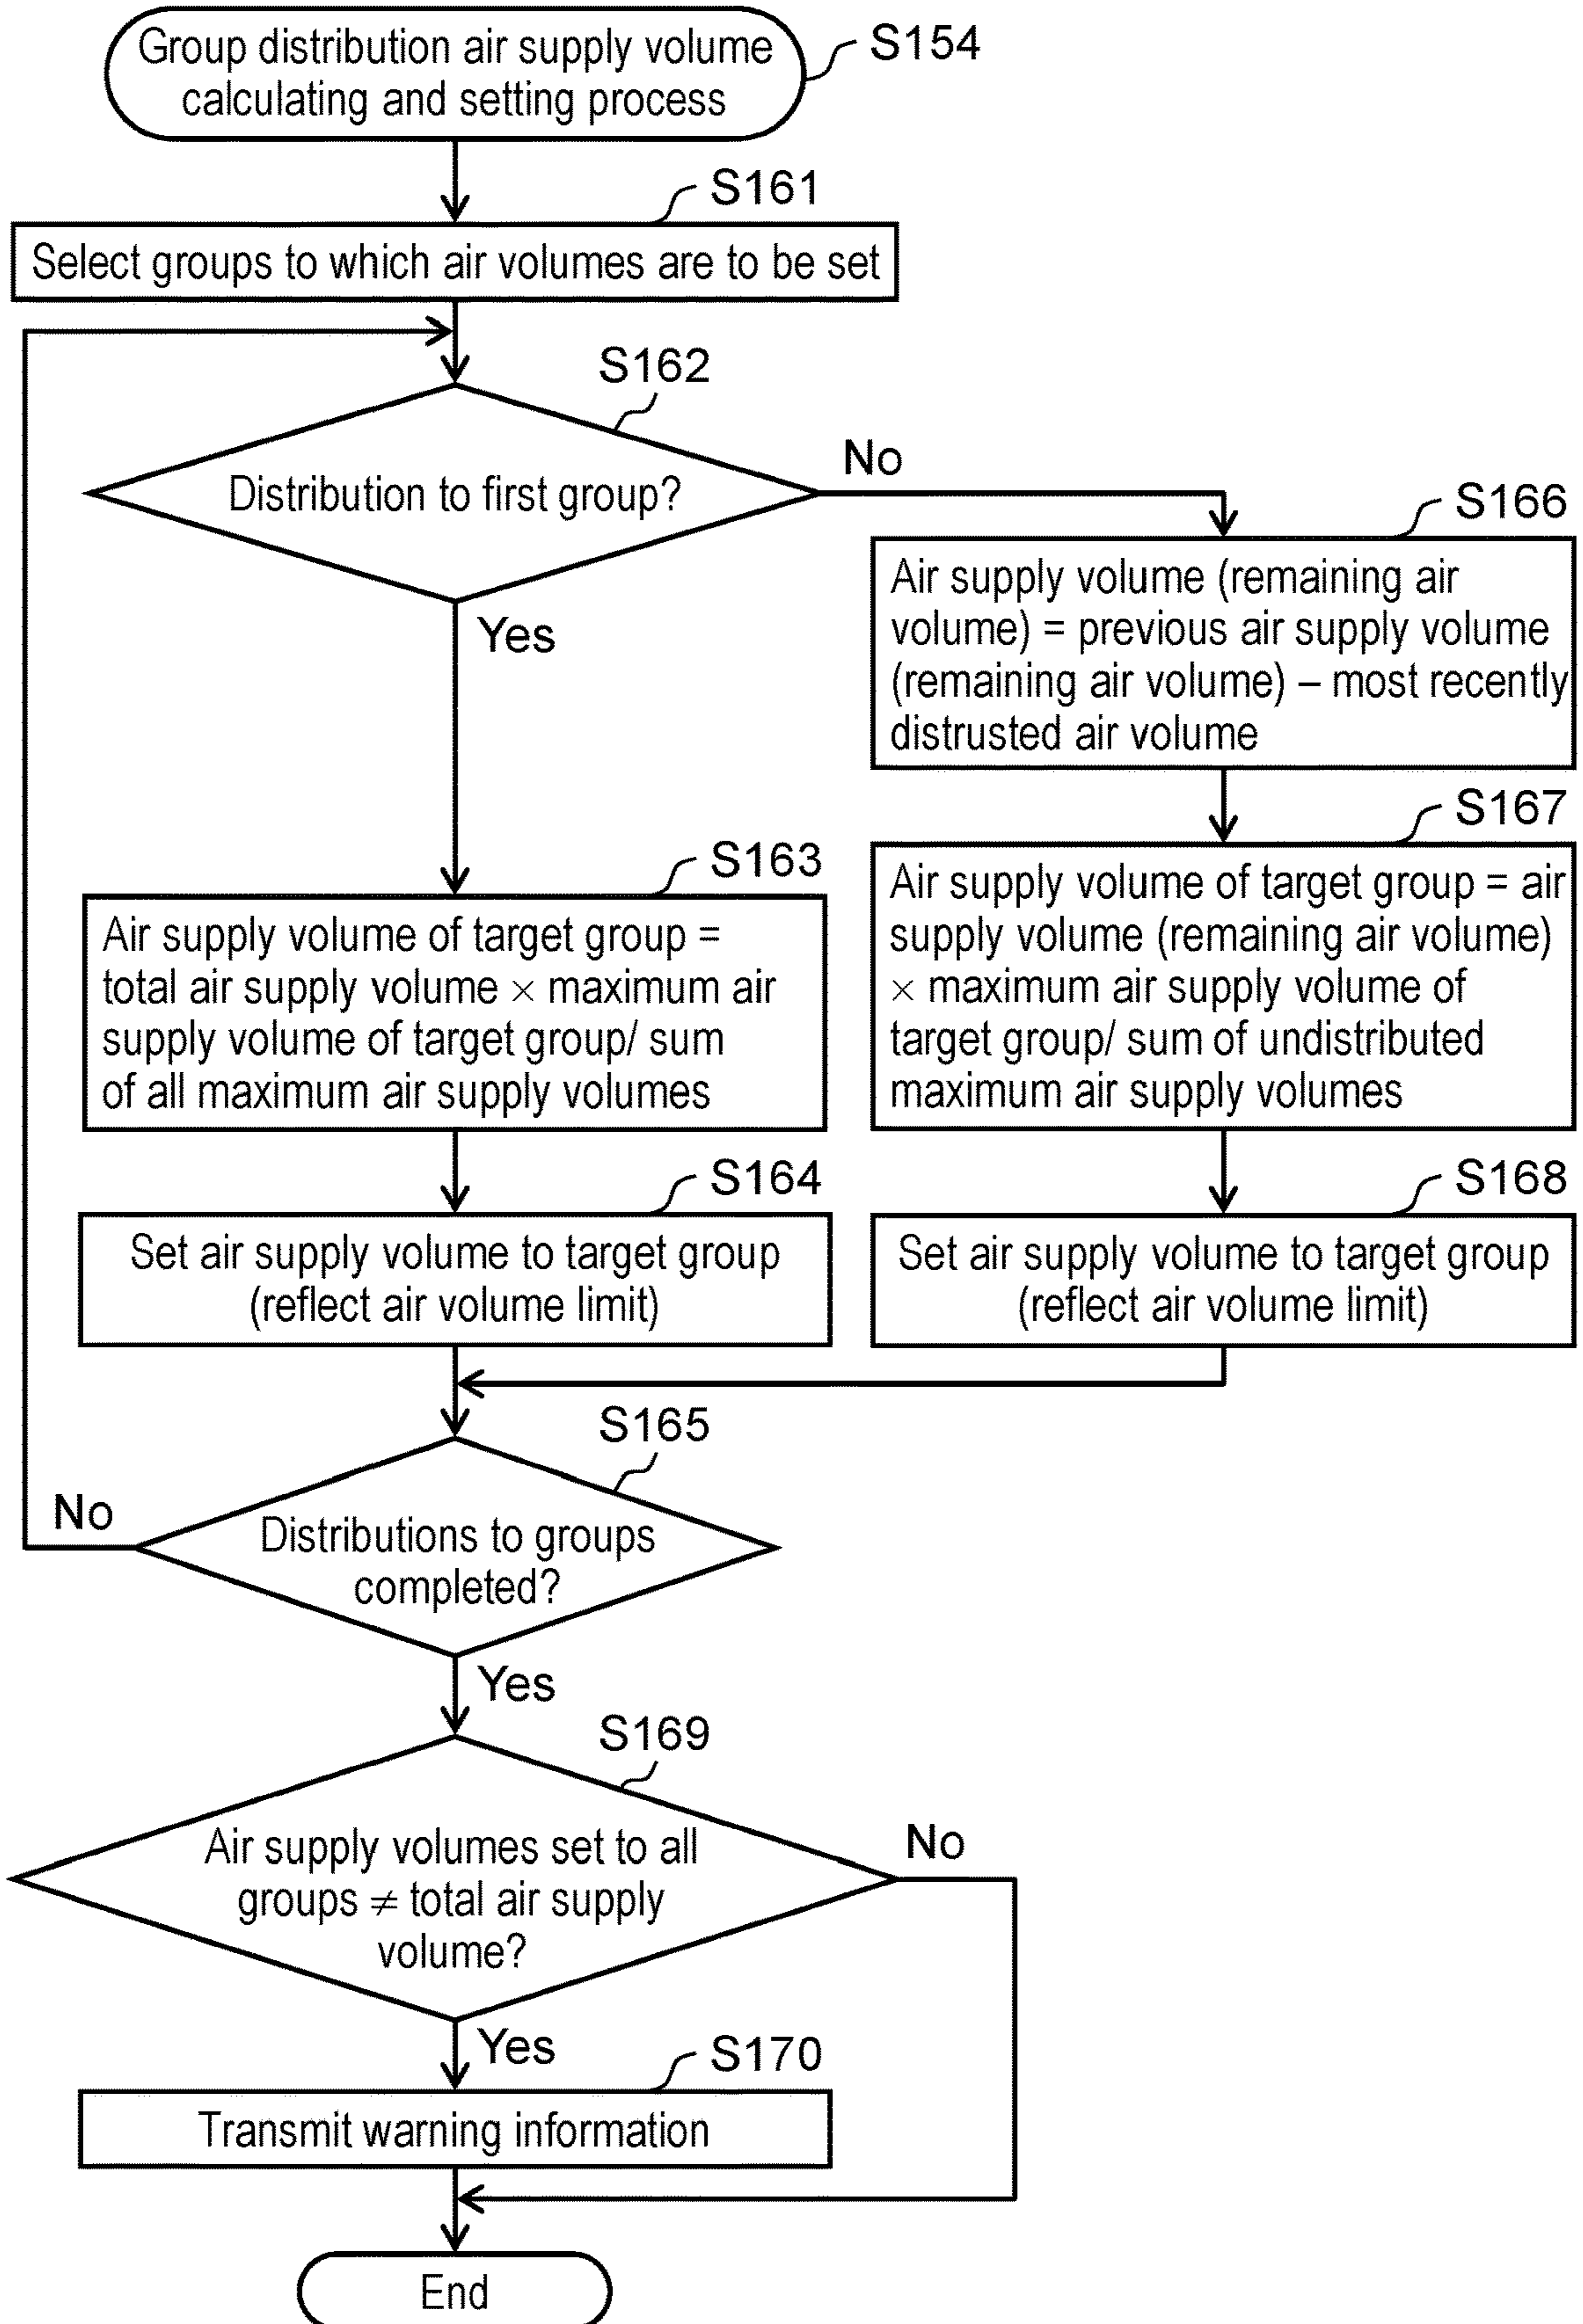 Group distribution air supply volume
calculating and setting process
S154
S161
Select groups to which air volumes are to be set
S162
Distribution to first group?
No
Yes
S166
Air supply volume (remaining air
volume) = previous air supply volume
(remaining air volume) – most recently
distrusted air volume
S167
Air supply volume of target group = air
supply volume (remaining air volume)
× maximum air supply volume of
target group/ sum of undistributed
maximum air supply volumes
S163
Air supply volume of target group =
total air supply volume × maximum air
supply volume of target group/ sum
of all maximum air supply volumes
S164
Set air supply volume to target group
(reflect air volume limit)
S168
Set air supply volume to target group
(reflect air volume limit)
S165
Distributions to groups
completed?
No
Yes
S169
Air supply volumes set to all
groups ≠ total air supply
volume?
No
Yes
S170
Transmit warning information
End